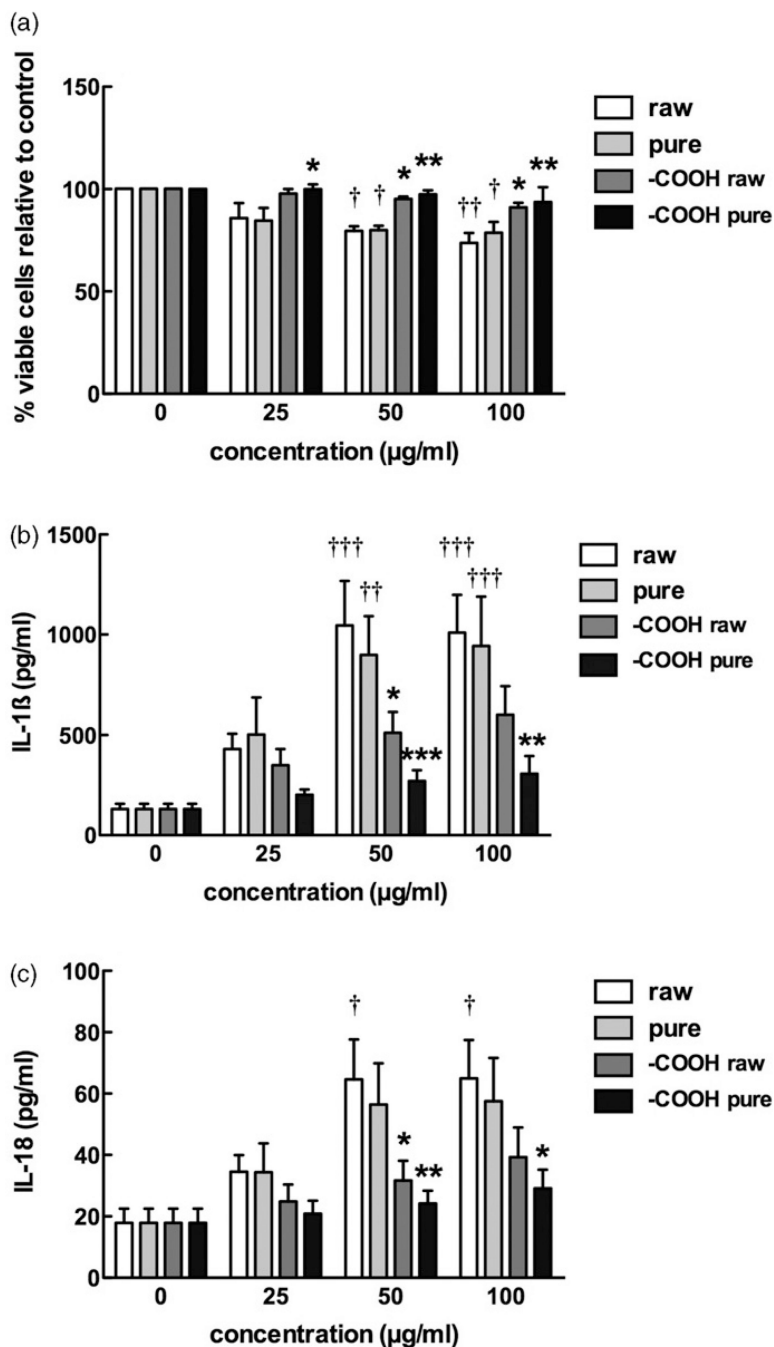 (a)
% viable cells relative to control
150
100
50
0
*
†
†
*
**
††
†
*
**
0
25
50
100
concentration (µg/ml)
raw
pure
-COOH raw
-COOH pure
(b)
IL-1ß (pg/ml)
1500
1000
500
0
†††
††
*
***
†††
†††
**
0
25
50
100
concentration (µg/ml)
raw
pure
-COOH raw
-COOH pure
(c)
IL-18 (pg/ml)
100
80
60
40
20
0
†
*
**
†
*
0
25
50
100
concentration (µg/ml)
raw
pure
-COOH raw
-COOH pure